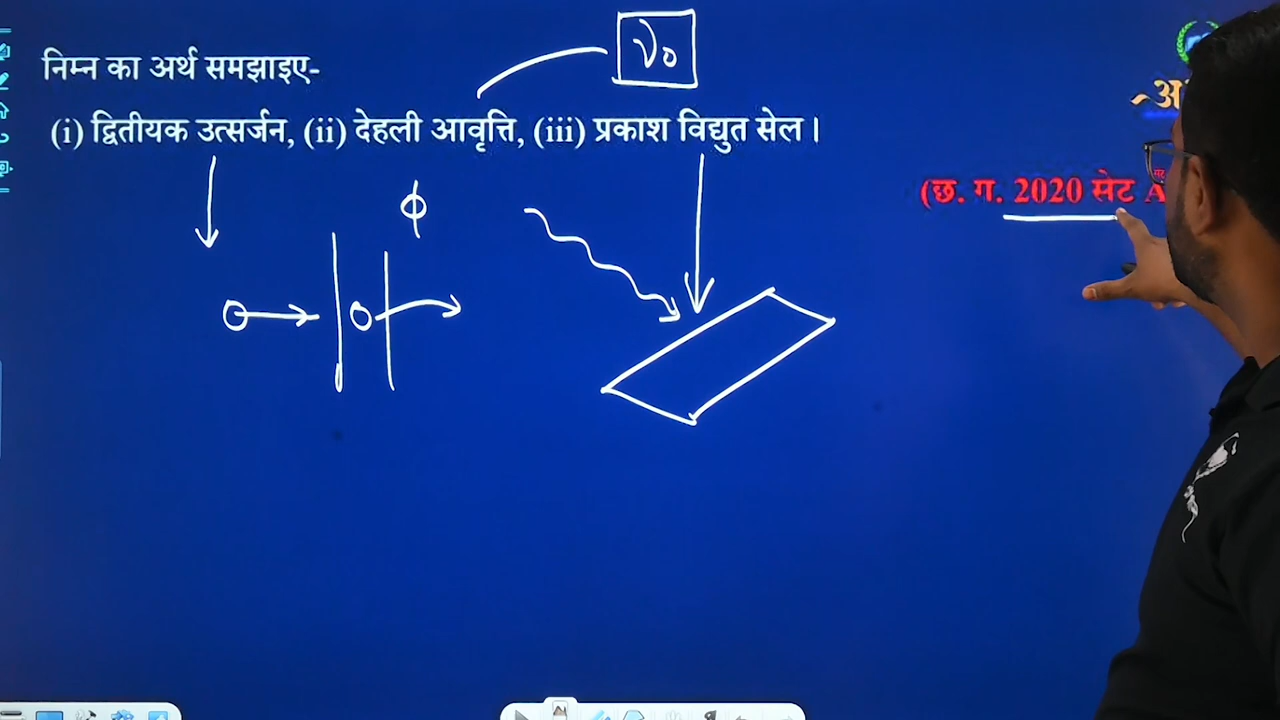 ν₀
निम्न का अर्थ समझाइए-
(i) द्वितीयक उत्सर्जन, (ii) देहली आवृत्ति, (iii) प्रकाश विद्युत सेल।
(छ. ग. 2020 सेट A
ϕ